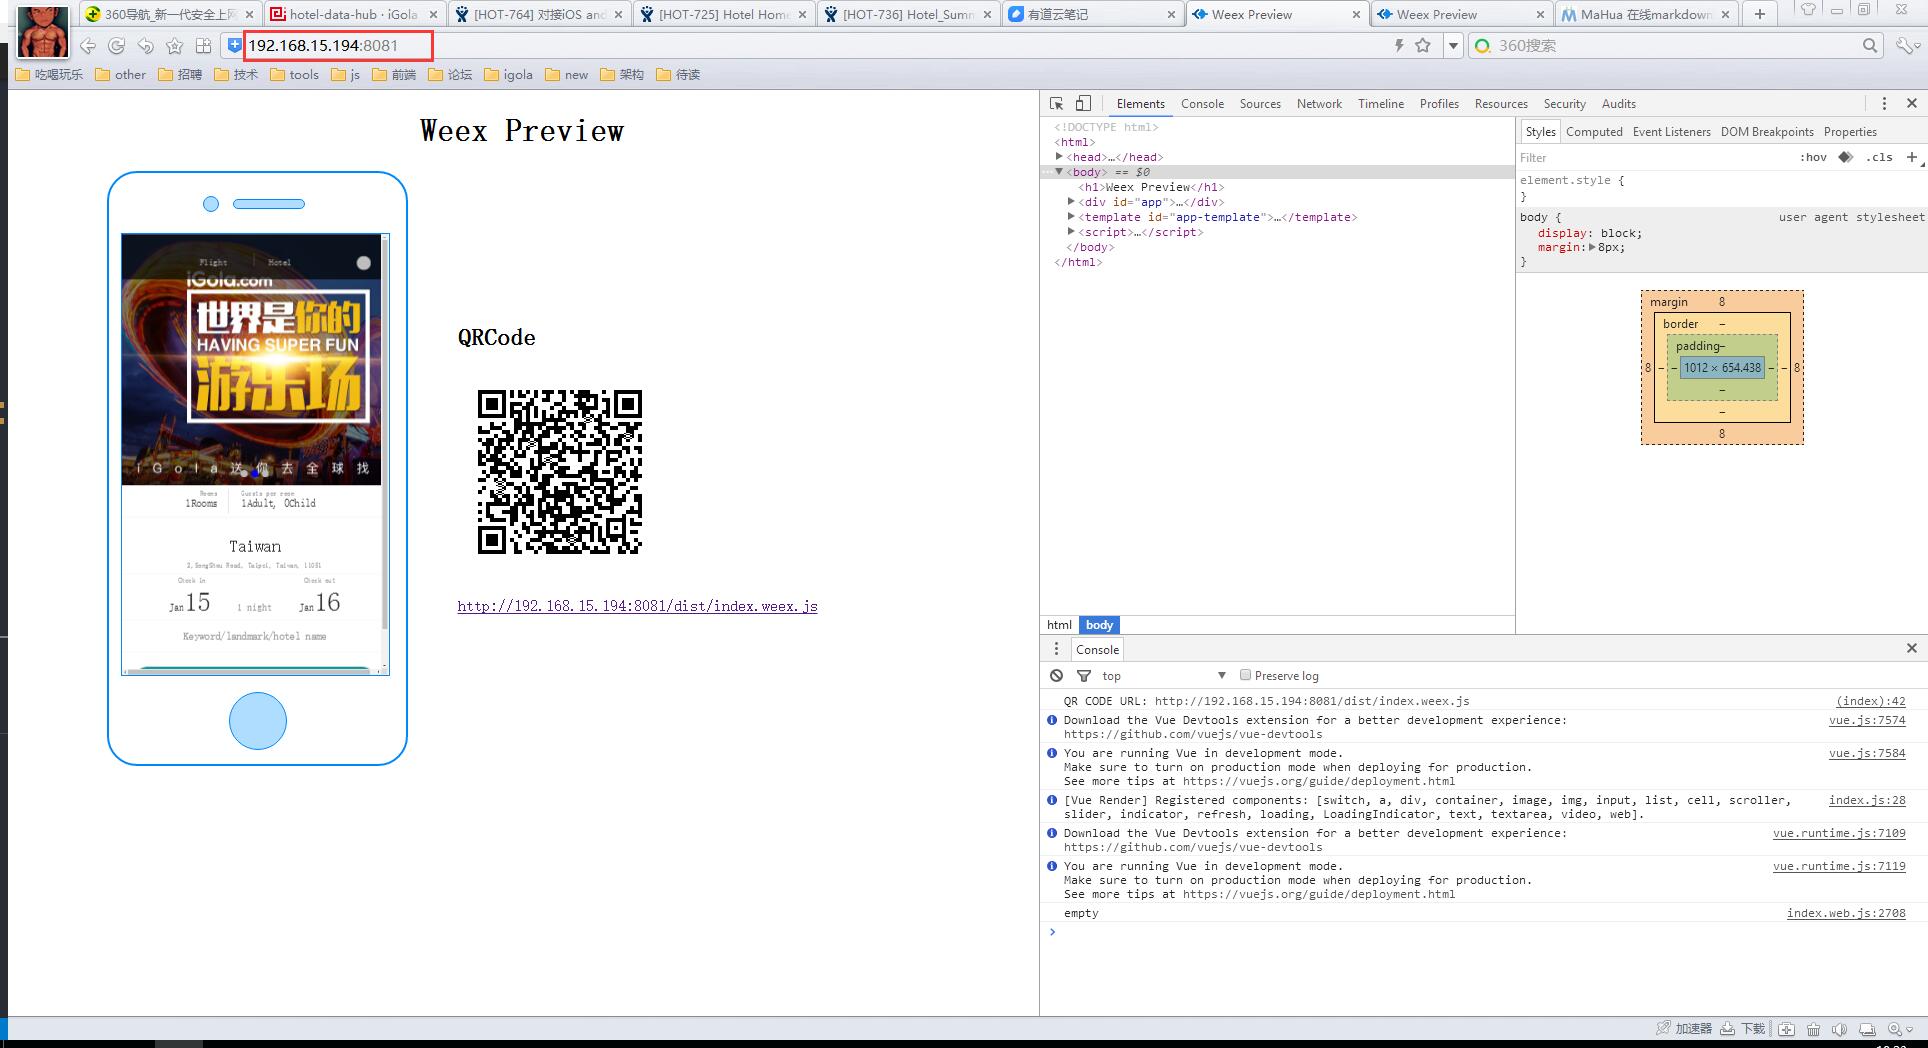 360导航_新一代安全上网
hotel-data-hub · iGola
[HOT-764] 对接iOS and
[HOT-725] Hotel Home
[HOT-736] Hotel_Summ
有道云笔记
Weex Preview
Weex Preview
MaHua 在线markdown
192.168.15.194:8081
360搜索
吃喝玩乐 other 招聘 技术 tools js 前端 论坛 igola new 架构 待读
Weex Preview
Flight Hotel
iGola.com
世界是你的
HAVING SUPER FUN
游乐场
iGola送你去全球找
Rooms Guests per room
1Rooms 1Adult, 0Child
Taiwan
2,SongShou Road, Taipei, Taiwan, 11051
Check in Check out
Jan15 1 night Jan16
Keyword/landmark/hotel name
QRCode
http://192.168.15.194:8081/dist/index.weex.js
Elements Console Sources Network Timeline Profiles Resources Security Audits
<!DOCTYPE html>
<html>
<head>…</head>
<body> == $0
<h1>Weex Preview</h1>
<div id="app">…</div>
<template id="app-template">…</template>
<script>…</script>
</body>
</html>
html body
Styles Computed Event Listeners DOM Breakpoints Properties
Filter :hov .cls +
element.style {
}
body { user agent stylesheet
display: block;
margin: 8px;
}
margin 8
border –
padding –
8 – – 1012 × 654.438 – – 8
–
–
8
Console
top Preserve log
QR CODE URL: http://192.168.15.194:8081/dist/index.weex.js (index):42
Download the Vue Devtools extension for a better development experience: vue.js:7574
https://github.com/vuejs/vue-devtools
You are running Vue in development mode. vue.js:7584
Make sure to turn on production mode when deploying for production.
See more tips at https://vuejs.org/guide/deployment.html
[Vue Render] Registered components: [switch, a, div, container, image, img, input, list, cell, scroller, index.js:28
slider, indicator, refresh, loading, LoadingIndicator, text, textarea, video, web].
Download the Vue Devtools extension for a better development experience: vue.runtime.js:7109
https://github.com/vuejs/vue-devtools
You are running Vue in development mode. vue.runtime.js:7119
Make sure to turn on production mode when deploying for production.
See more tips at https://vuejs.org/guide/deployment.html
empty index.web.js:2708
加速器 下载